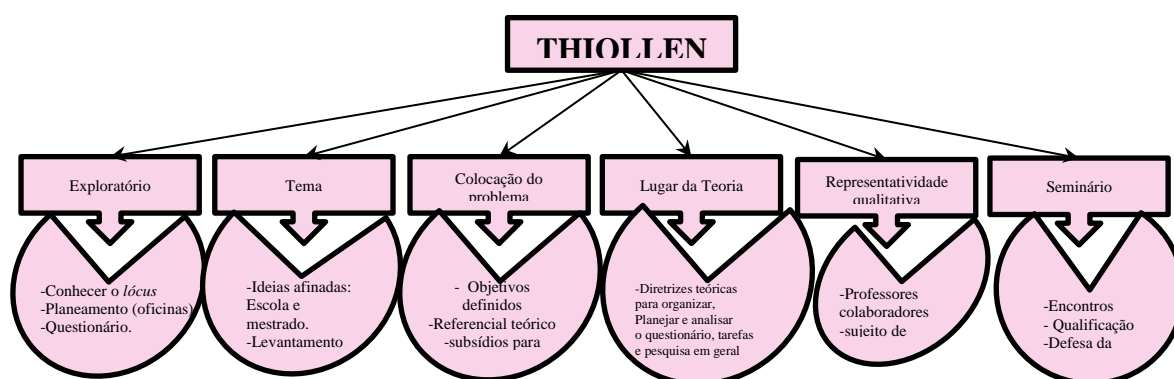 THIOLLEN
Exploratório
Tema
Colocação do
problema
Lugar da Teoria
Representatividade
qualitativa
Seminário
-Conhecer o lócus
-Planeamento (oficinas)
-Questionário.
-Ideias afinadas:
Escola e
mestrado.
-Levantamento
- Objetivos
definidos
-Referencial teórico
-subsídios para
-Diretrizes teóricas
para organizar,
Planejar e analisar
o questionário, tarefas
e pesquisa em geral
-Professores
colaboradores
-sujeito de
-Encontros
- Qualificação
-Defesa da